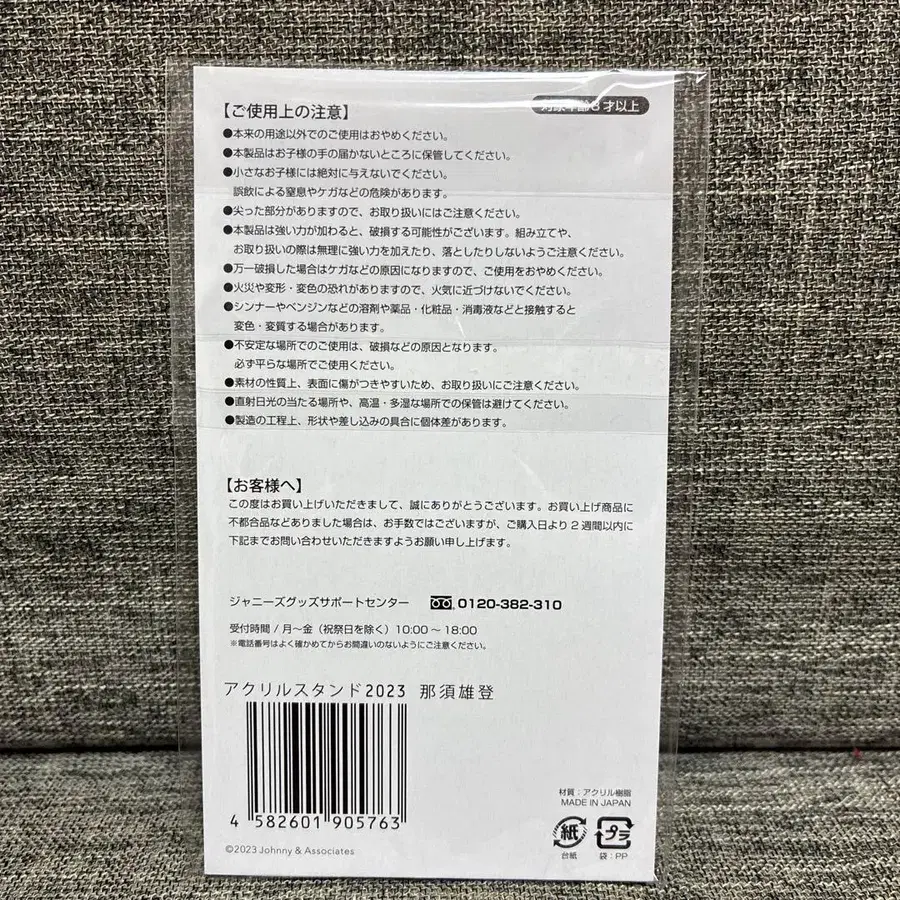 【ご使用上の注意】
対象年齢8才以上
●本来の用途以外でのご使用はおやめください。
●本製品はお子様の手の届かないところに保管してください。
●小さなお子様には絶対に与えないでください。
誤飲による窒息やケガなどの危険があります。
●尖った部分がありますので、お取り扱いにはご注意ください。
●本製品は強い力が加わると、破損する可能性がございます。組み立てや、
お取り扱いの際は無理に強い力を加えたり、落としたりしないようご注意ください。
●万一破損した場合はケガなどの原因になりますので、ご使用をおやめください。
●火災や変形・変色の恐れがありますので、火気に近づけないでください。
●シンナーやベンジンなどの溶剤や薬品・化粧品・消毒液などと接触すると
変色・変質する場合があります。
●不安定な場所でのご使用は、破損などの原因となります。
必ず平らな場所でご使用ください。
●素材の性質上、表面に傷がつきやすいため、お取り扱いにご注意ください。
●直射日光の当たる場所や、高温・多湿な場所での保管は避けてください。
●製造の工程上、形状や差し込みの具合に個体差があります。
【お客様へ】
この度はお買い上げいただきまして、誠にありがとうございます。お買い上げ商品に
不都合品などありました場合は、お手数ではございますが、ご購入日より2週間以内に
下記までお問い合わせいただきますようお願い申し上げます。
ジャニーズグッズサポートセンター 0120-382-310
受付時間 / 月～金（祝祭日を除く）10:00～18:00
※電話番号はよく確かめてからお間違いのないようにご注意ください。
アクリルスタンド2023 那須雄登
4 582601 905763
©2023 Johnny & Associates
材質：アクリル樹脂
MADE IN JAPAN
紙 プラ
台紙 袋：PP